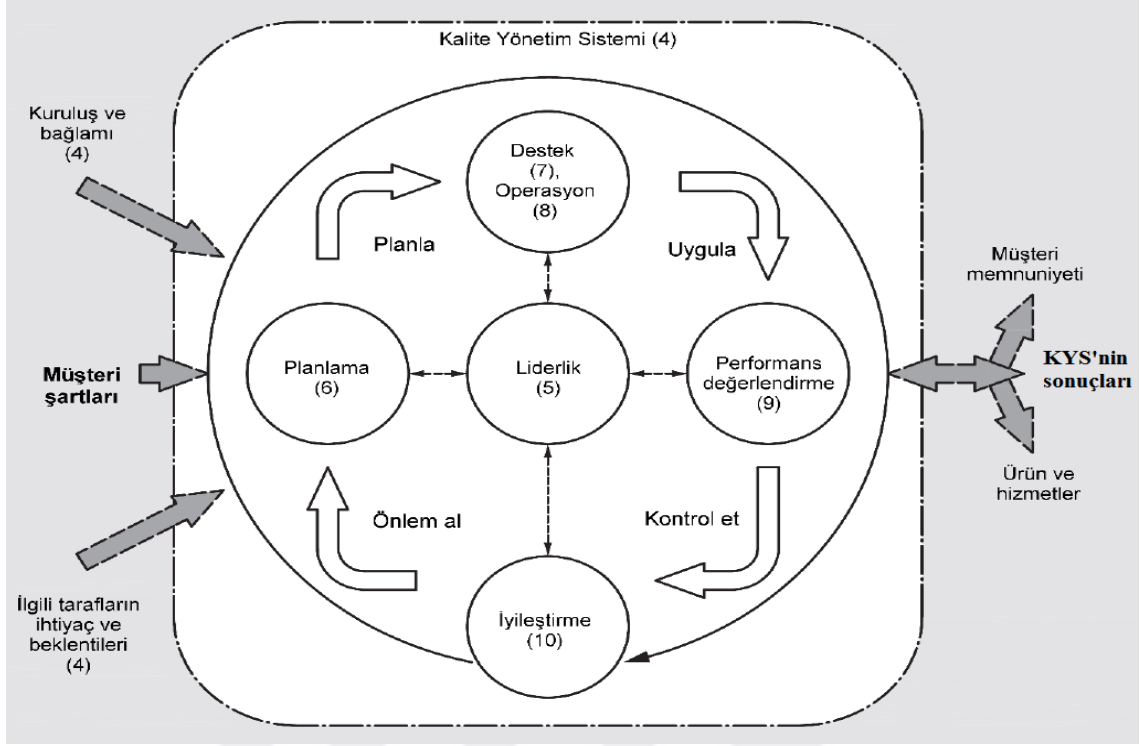 Kalite Yönetim Sistemi (4)
Kuruluş ve
bağlamı
(4)
Destek
(7),
Operasyon
(8)
Planla
Uygula
Müşteri
memnuniyeti
Müşteri
şartları
Planlama
(6)
Liderlik
(5)
Performans
değerlendirme
(9)
KYS'nin
sonuçları
Önlem al
Kontrol et
Ürün ve
hizmetler
İyileştirme
(10)
İlgili tarafların
ihtiyaç ve
beklentileri
(4)